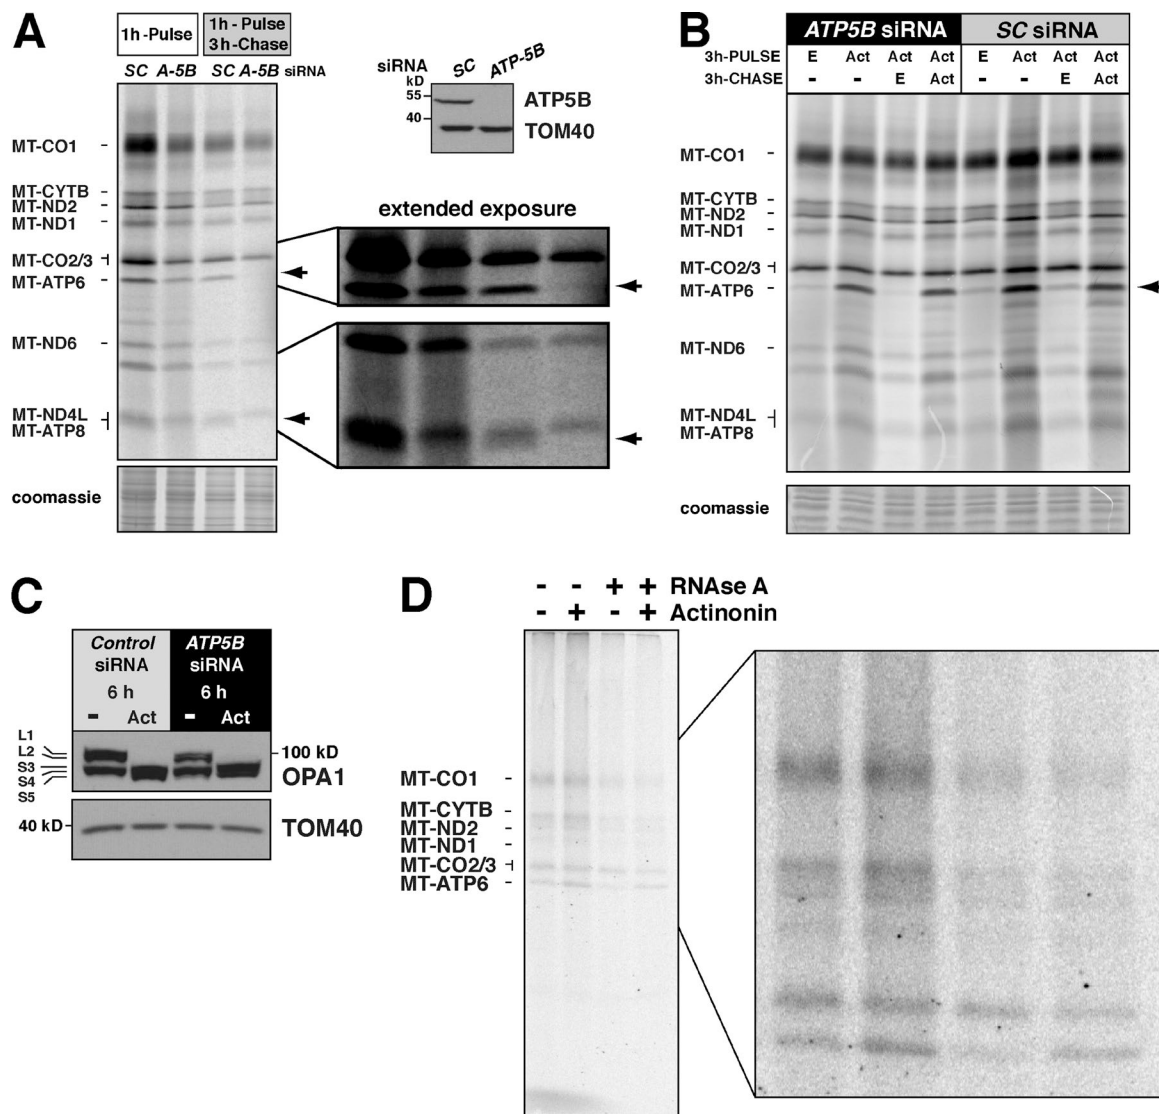 A
1h-Pulse
1h-Pulse
3h-Chase
SC A-5B SC A-5B siRNA
MT-CO1 -
MT-CYTB -
MT-ND2 -
MT-ND1 -
MT-CO2/3
MT-ATP6 -
MT-ND6 -
MT-ND4L
MT-ATP8
coomassie
siRNA SC ATP-5B
kD
55
40
ATP5B
TOM40
extended exposure
B
ATP5B siRNA SC siRNA
3h-PULSE E Act Act Act E Act Act Act
3h-CHASE - - E Act - - E Act
MT-CO1 -
MT-CYTB -
MT-ND2 -
MT-ND1 -
MT-CO2/3
MT-ATP6 -
MT-ND6 -
MT-ND4L
MT-ATP8
coomassie
C
Control siRNA 6 h
ATP5B siRNA 6 h
- Act - Act
L1
L2
S3
S4
S5
100 kD
OPA1
40 kD
TOM40
D
- - + + RNAse A
- + - + Actinonin
MT-CO1 -
MT-CYTB -
MT-ND2 -
MT-ND1 -
MT-CO2/3
MT-ATP6 -